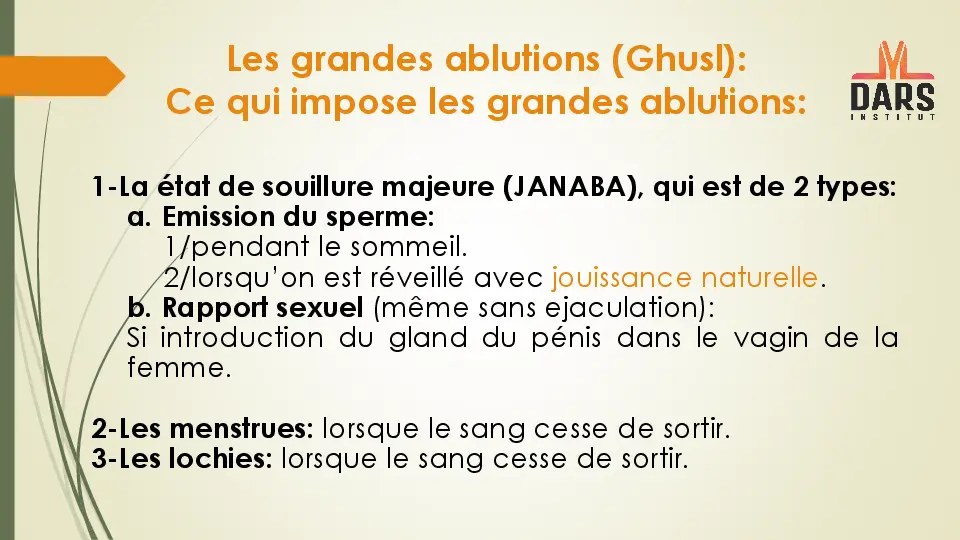 Les grandes ablutions (Ghusl):
Ce qui impose les grandes ablutions:
DARS
INSTITUT
1-La état de souillure majeure (JANABA), qui est de 2 types:
a. Emission du sperme:
1/pendant le sommeil.
2/lorsqu’on est réveillé avec jouissance naturelle.
b. Rapport sexuel (même sans ejaculation):
Si introduction du gland du pénis dans le vagin de la
femme.
2-Les menstrues: lorsque le sang cesse de sortir.
3-Les lochies: lorsque le sang cesse de sortir.